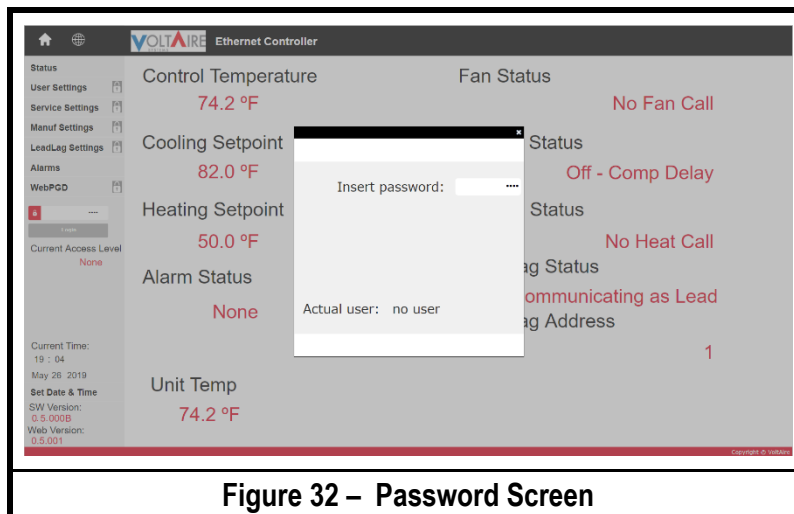 VOLTAIRE Ethernet Controller
Status
User Settings
Service Settings
Manuf Settings
LeadLag Settings
Alarms
WebPGD
----
Current Access Level
None
Current Time:
19 : 04
May 26 2019
Set Date & Time
SW Version:
0.5.000B
Web Version:
0.5.001
Control Temperature
74.2 ºF
Cooling Setpoint
82.0 ºF
Heating Setpoint
50.0 ºF
Alarm Status
None
Unit Temp
74.2 ºF
Insert password: ••••
Actual user: no user
Fan Status
No Fan Call
Status
Off - Comp Delay
Status
No Heat Call
ag Status
ommunicating as Lead
ag Address
1
Copyright © VoltAire
Figure 32 – Password Screen